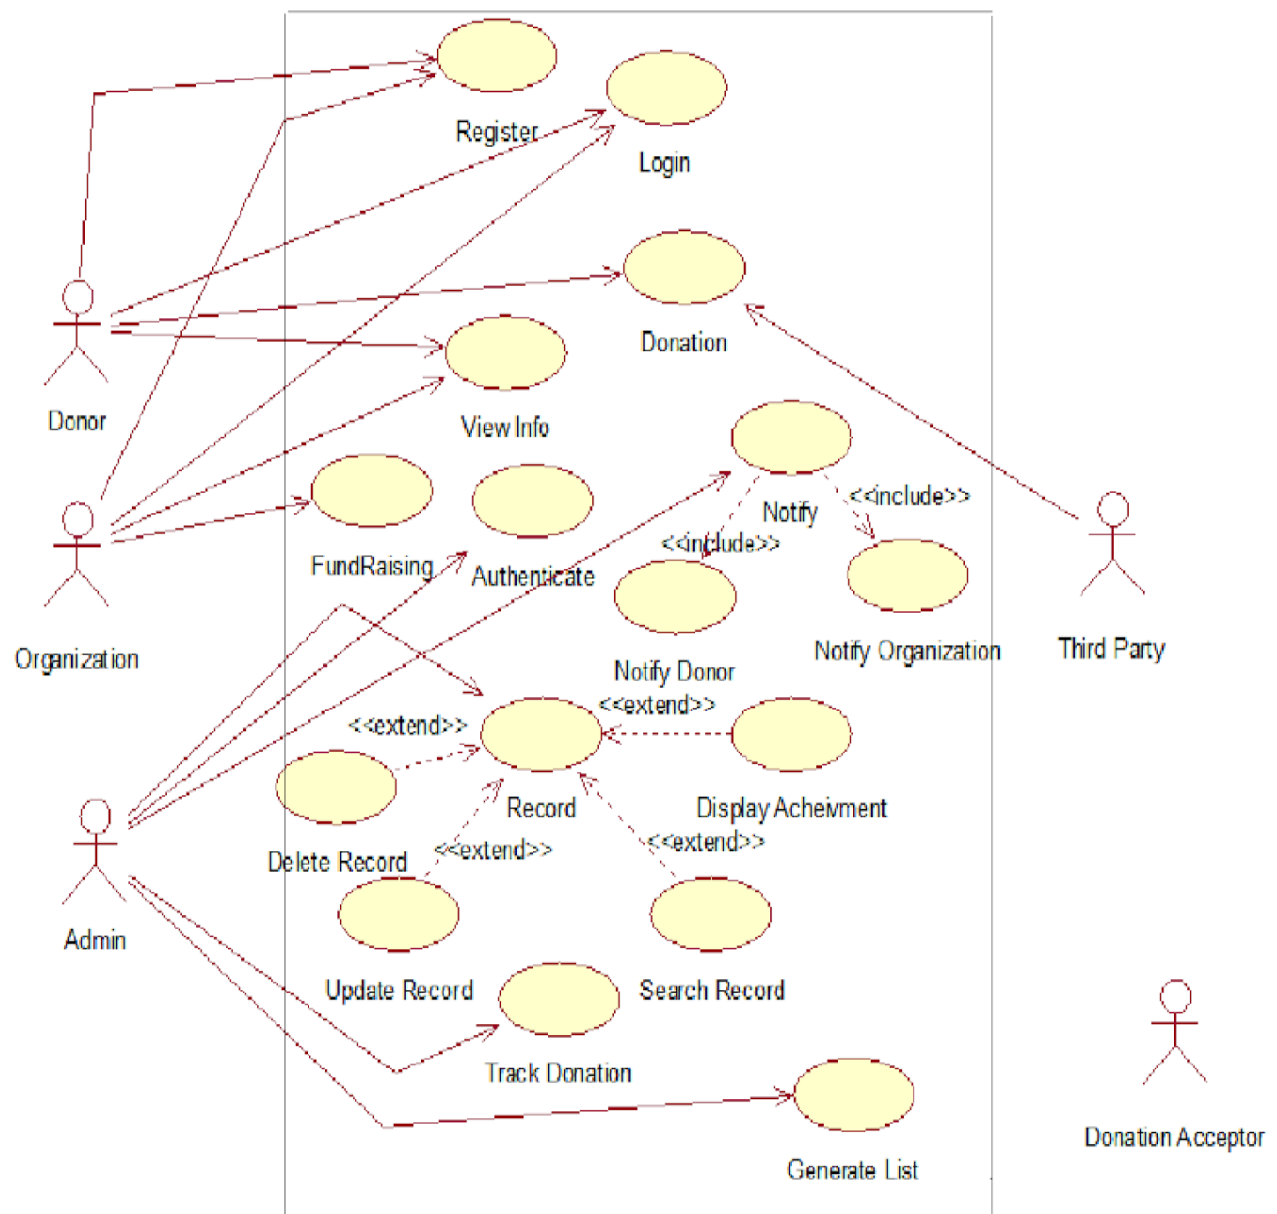 Register
Login
Donation
Donor
View Info
<<include>>
Notify
<<include>>
FundRaising
Authenticate
Organization
Notify Organization
Third Party
Notify Donor
<<extend>>
<<extend>>
Record
Display Acheivment
<<extend>>
<<extend>>
Delete Record
Admin
Update Record
Search Record
Track Donation
Donation Acceptor
Generate List